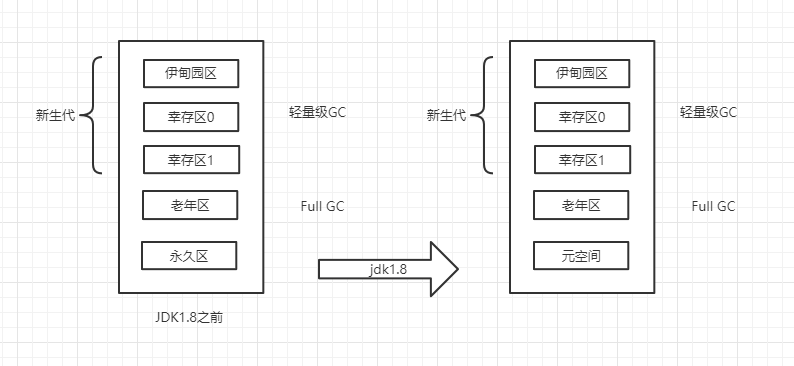 新生代
伊甸园区
幸存区0
幸存区1
老年区
永久区
轻量级GC
Full GC
JDK1.8之前
jdk1.8
新生代
伊甸园区
幸存区0
幸存区1
老年区
元空间
轻量级GC
Full GC